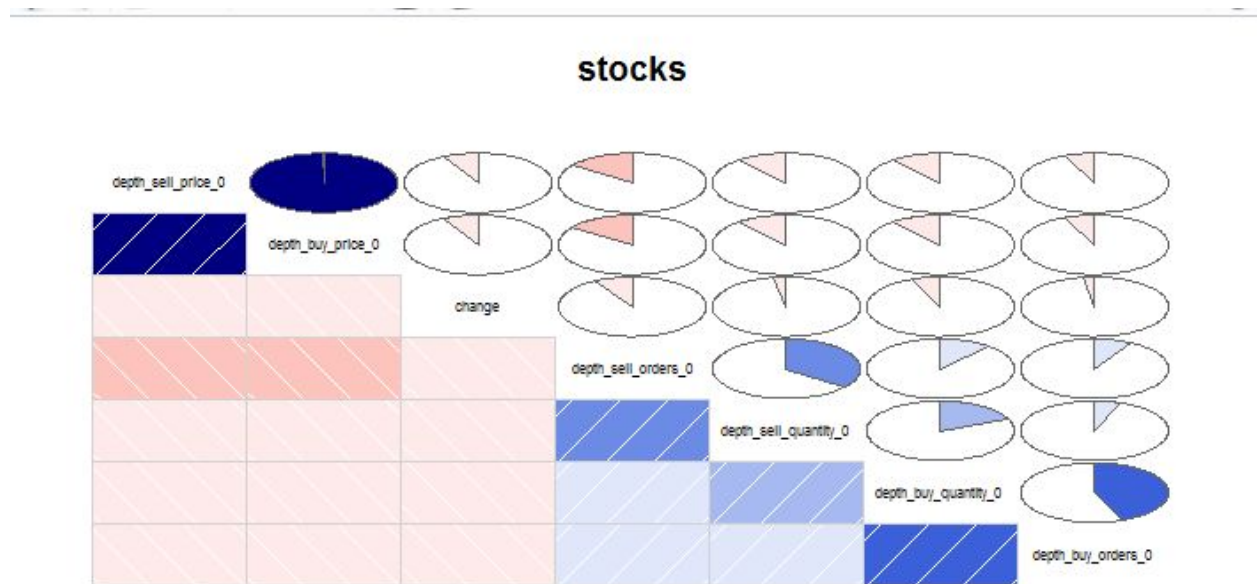 stocks
depth_sell_price_0
depth_buy_price_0
change
depth_sell_orders_0
depth_sell_quantity_0
depth_buy_quantity_0
depth_buy_orders_0